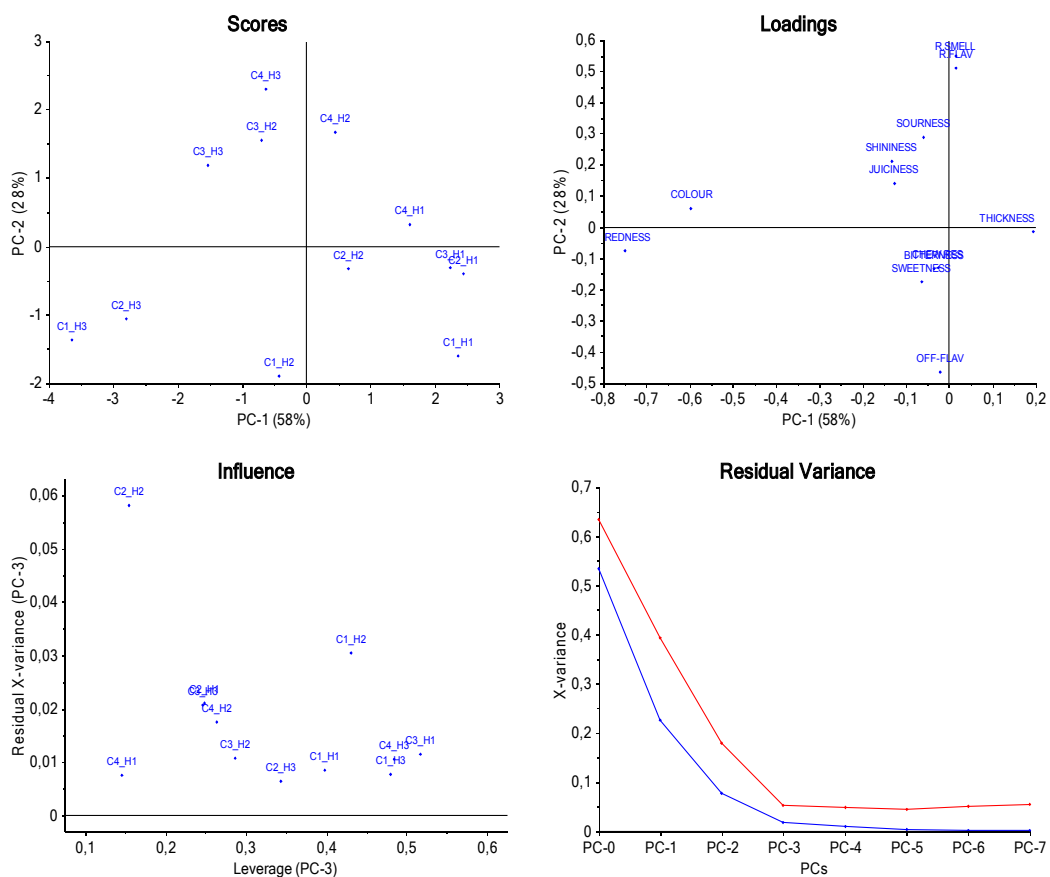 Scores
PC-2 (28%)
3
2
1
0
-1
-2
C4_H3
C3_H2
C4_H2
C3_H3
C4_H1
C2_H2
C3_H1
C2_H1
C2_H3
C1_H3
C1_H2
C1_H1
-4 -3 -2 -1 0 1 2 3
PC-1 (58%)
Loadings
PC-2 (28%)
0,6
0,5
0,4
0,3
0,2
0,1
0
-0,1
-0,2
-0,3
-0,4
-0,5
R.SMELL
R.FLAV
SOURNESS
SHININESS
JUICINESS
COLOUR
THICKNESS
REDNESS
BITTERNESS
SWEETNESS
OFF-FLAV
-0,8 -0,7 -0,6 -0,5 -0,4 -0,3 -0,2 -0,1 0 0,1 0,2
PC-1 (58%)
Influence
Residual X-variance (PC-3)
0,06
0,05
0,04
0,03
0,02
0,01
0
C2_H2
C1_H2
C2_H1
C3_H3
C4_H2
C3_H2
C4_H1
C2_H3
C1_H1
C4_H3
C3_H1
C1_H3
0,1 0,2 0,3 0,4 0,5 0,6
Leverage (PC-3)
Residual Variance
X-variance
0,7
0,6
0,5
0,4
0,3
0,2
0,1
0
PC-0 PC-1 PC-2 PC-3 PC-4 PC-5 PC-6 PC-7
PCs